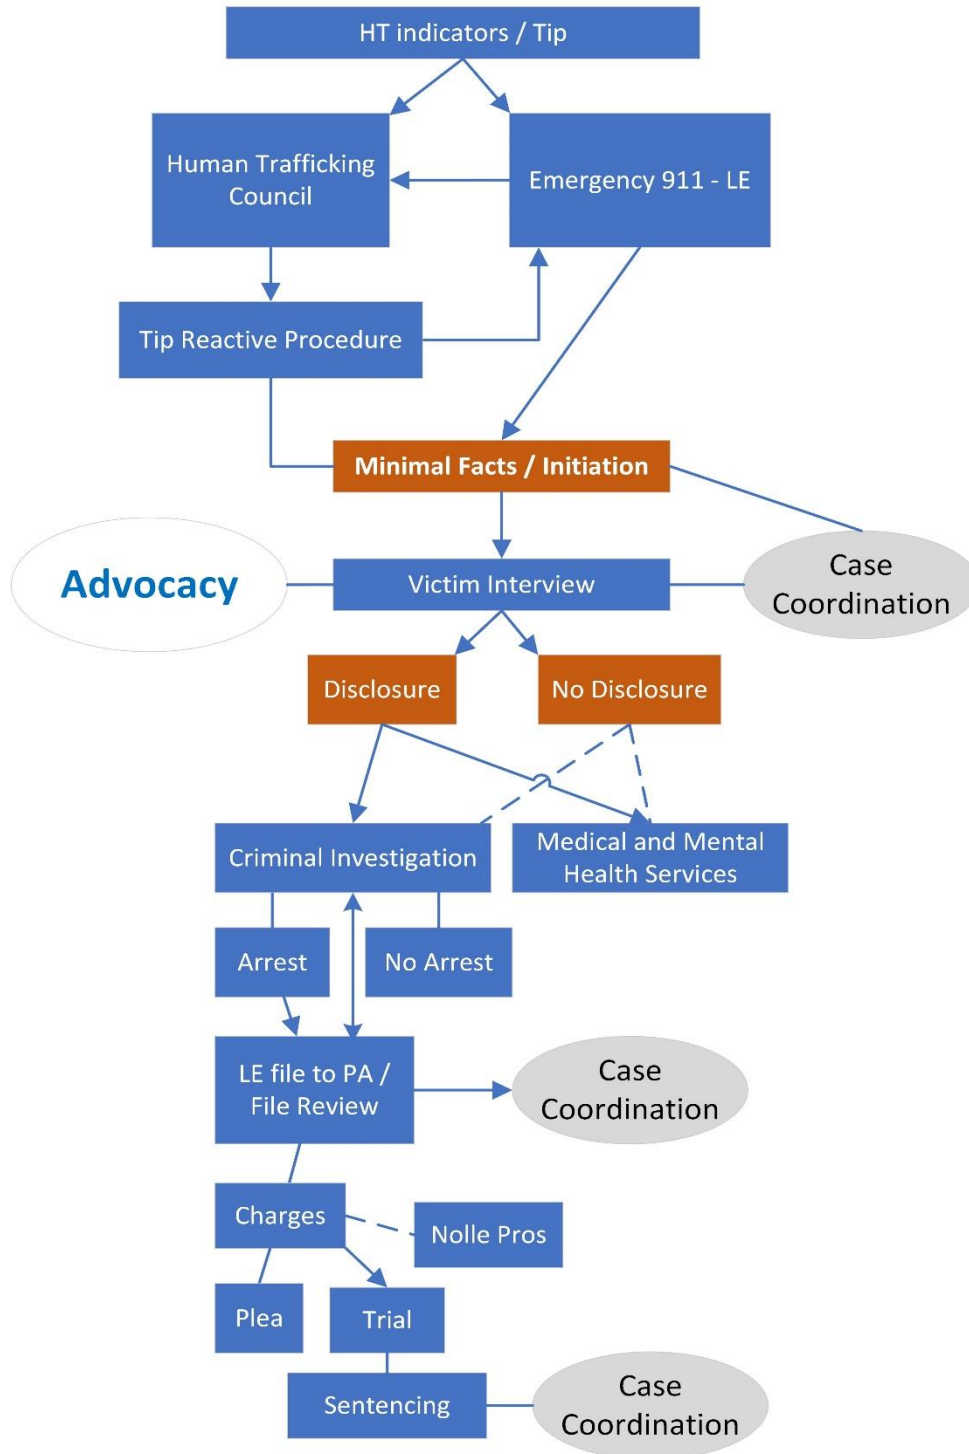 HT indicators / Tip
Human Trafficking
Council
Emergency 911 - LE
Tip Reactive Procedure
Minimal Facts / Initiation
Advocacy
Victim Interview
Case
Coordination
Disclosure
No Disclosure
Criminal Investigation
Medical and Mental
Health Services
Arrest
No Arrest
LE file to PA /
File Review
Case
Coordination
Charges
Nolle Pros
Plea
Trial
Sentencing
Case
Coordination